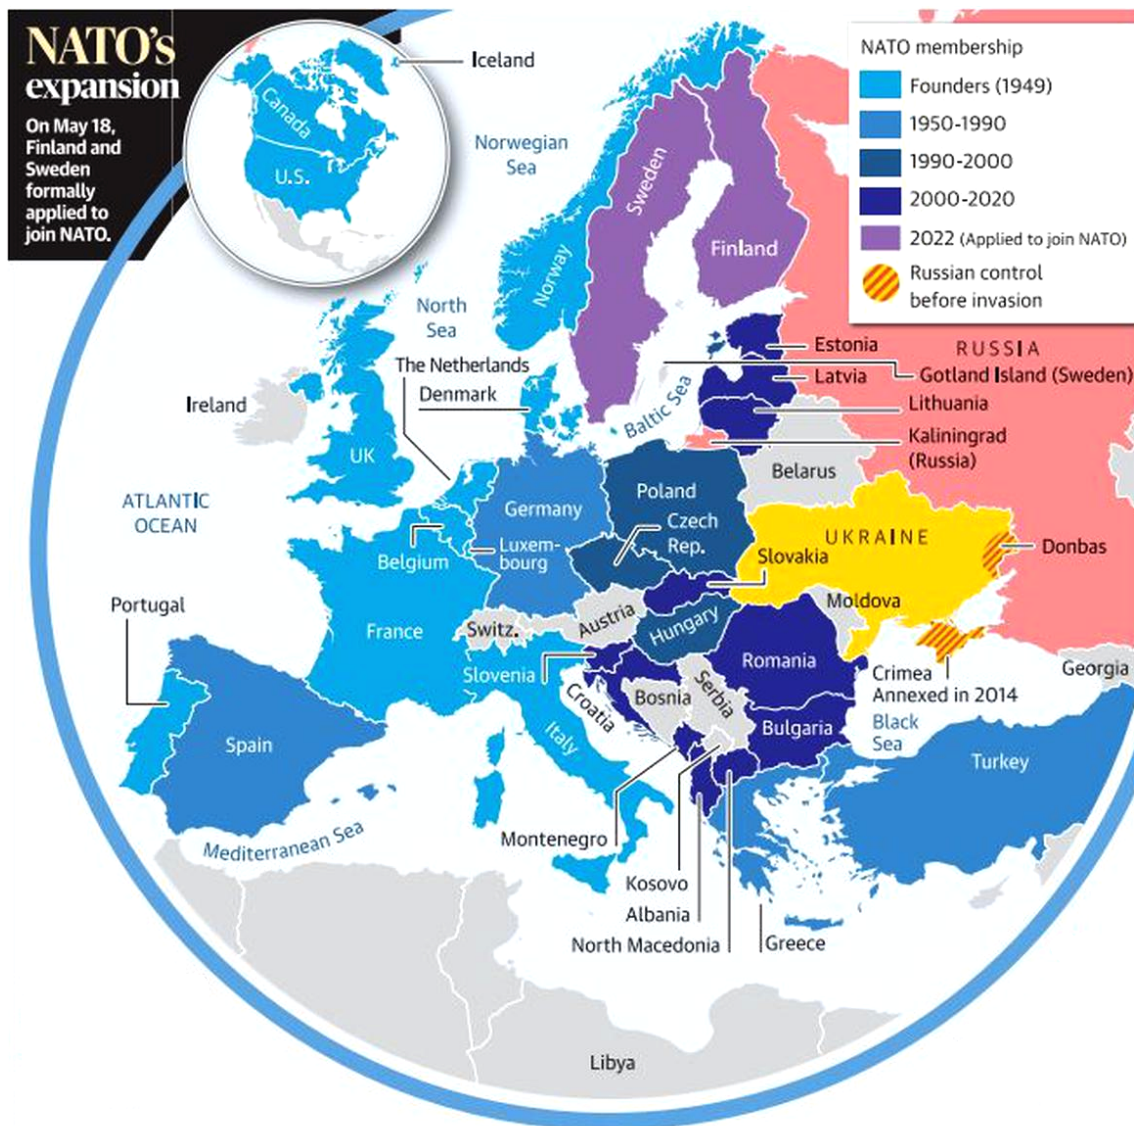 NATO's
expansion
On May 18,
Finland and
Sweden
formally
applied to
join NATO.
Canada
U.S.
Iceland
NATO membership
Founders (1949)
1950-1990
1990-2000
2000-2020
2022 (Applied to join NATO)
Russian control
before invasion
Norwegian
Sea
Sweden
Finland
Norway
North
Sea
The Netherlands
Denmark
Ireland
UK
Baltic Sea
Estonia
RUSSIA
Latvia
Gotland Island (Sweden)
Lithuania
Kaliningrad
(Russia)
Belarus
ATLANTIC
OCEAN
Germany
Poland
Czech
Rep.
UKRAINE
Donbas
Belgium
Luxem-
bourg
Slovakia
Portugal
France
Switz.
Austria
Hungary
Moldova
Slovenia
Romania
Crimea
Annexed in 2014
Georgia
Croatia
Bosnia
Serbia
Spain
Italy
Bulgaria
Black
Sea
Turkey
Mediterranean Sea
Montenegro
Kosovo
Albania
North Macedonia
Greece
Libya